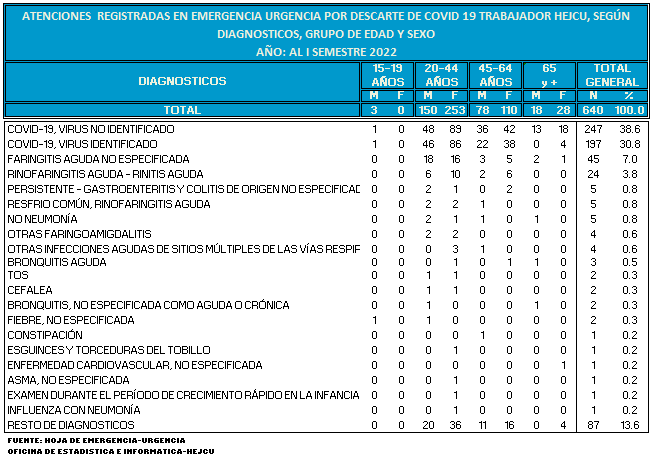 ATENCIONES REGISTRADAS EN EMERGENCIA URGENCIA POR DESCARTE DE COVID 19 TRABAJADOR HEJCU, SEGÚN
DIAGNOSTICOS, GRUPO DE EDAD Y SEXO
AÑO: AL I SEMESTRE 2022
DIAGNOSTICOS 15-19 AÑOS 20-44 AÑOS 45-64 AÑOS 65 y + TOTAL GENERAL
M F M F M F M F N %
TOTAL 3 0 150 253 78 110 18 28 640 100.0
COVID-19, VIRUS NO IDENTIFICADO 1 0 48 89 36 42 13 18 247 38.6
COVID-19, VIRUS IDENTIFICADO 1 0 46 86 22 38 0 4 197 30.8
FARINGITIS AGUDA NO ESPECIFICADA 0 0 18 16 3 5 2 1 45 7.0
RINOFARINGITIS AGUDA - RINITIS AGUDA 0 0 6 10 2 6 0 0 24 3.8
PERSISTENTE - GASTROENTERITIS Y COLITIS DE ORIGEN NO ESPECIFICAD 0 0 2 1 0 2 0 0 5 0.8
RESFRIO COMÚN, RINOFARINGITIS AGUDA 0 0 2 2 1 0 0 0 5 0.8
NO NEUMONÍA 0 0 2 1 1 0 1 0 5 0.8
OTRAS FARINGOAMIGDALITIS 0 0 2 2 0 0 0 0 4 0.6
OTRAS INFECCIONES AGUDAS DE SITIOS MÚLTIPLES DE LAS VÍAS RESPIF 0 0 0 3 1 0 0 0 4 0.6
BRONQUITIS AGUDA 0 0 0 1 0 1 1 0 3 0.5
TOS 0 0 1 1 0 0 0 0 2 0.3
CEFALEA 0 0 1 1 0 0 0 0 2 0.3
BRONQUITIS, NO ESPECIFICADA COMO AGUDA O CRÓNICA 0 0 1 0 0 0 1 0 2 0.3
FIEBRE, NO ESPECIFICADA 1 0 1 0 0 0 0 0 2 0.3
CONSTIPACIÓN 0 0 0 0 1 0 0 0 1 0.2
ESGUINCES Y TORCEDURAS DEL TOBILLO 0 0 0 1 0 0 0 0 1 0.2
ENFERMEDAD CARDIOVASCULAR, NO ESPECIFICADA 0 0 0 0 0 0 0 1 1 0.2
ASMA, NO ESPECIFICADA 0 0 0 1 0 0 0 0 1 0.2
EXAMEN DURANTE EL PERÍODO DE CRECIMIENTO RÁPIDO EN LA INFANCIA 0 0 0 1 0 0 0 0 1 0.2
INFLUENZA CON NEUMONÍA 0 0 0 1 0 0 0 0 1 0.2
RESTO DE DIAGNOSTICOS 0 0 20 36 11 16 0 4 87 13.6
FUENTE: HOJA DE EMERGENCIA-URGENCIA
OFICINA DE ESTADISTICA E INFORMATICA-HEJCU